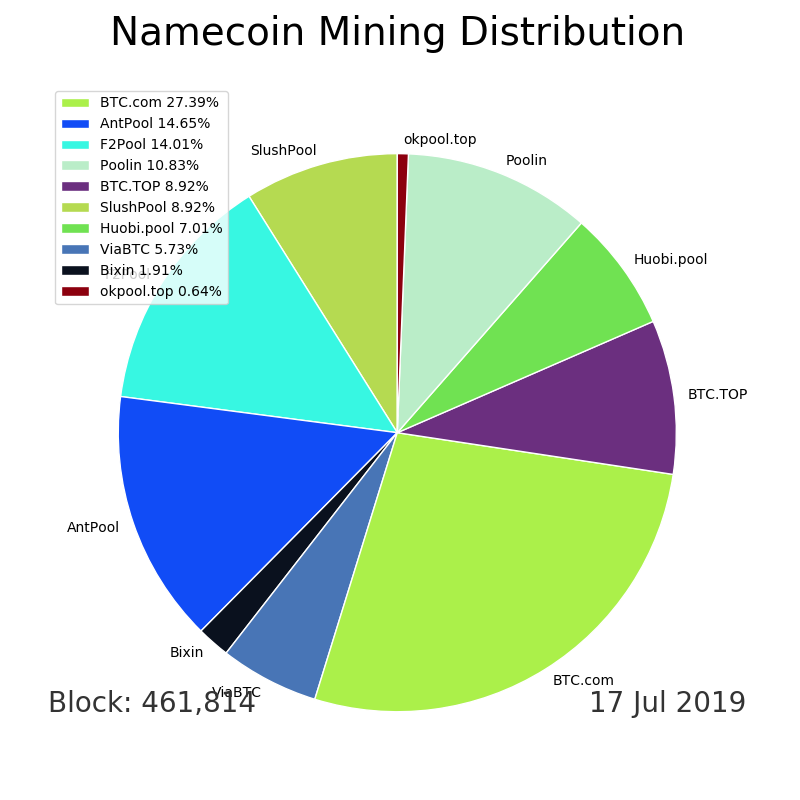 Namecoin Mining Distribution
BTC.com 27.39%
AntPool 14.65%
F2Pool 14.01%
Poolin 10.83%
BTC.TOP 8.92%
SlushPool 8.92%
Huobi.pool 7.01%
ViaBTC 5.73%
Bixin 1.91%
okpool.top 0.64%
okpool.top
SlushPool
Poolin
Huobi.pool
F2Pool
BTC.TOP
AntPool
Bixin
BTC.com
ViaBTC
Block: 461,814
17 Jul 2019